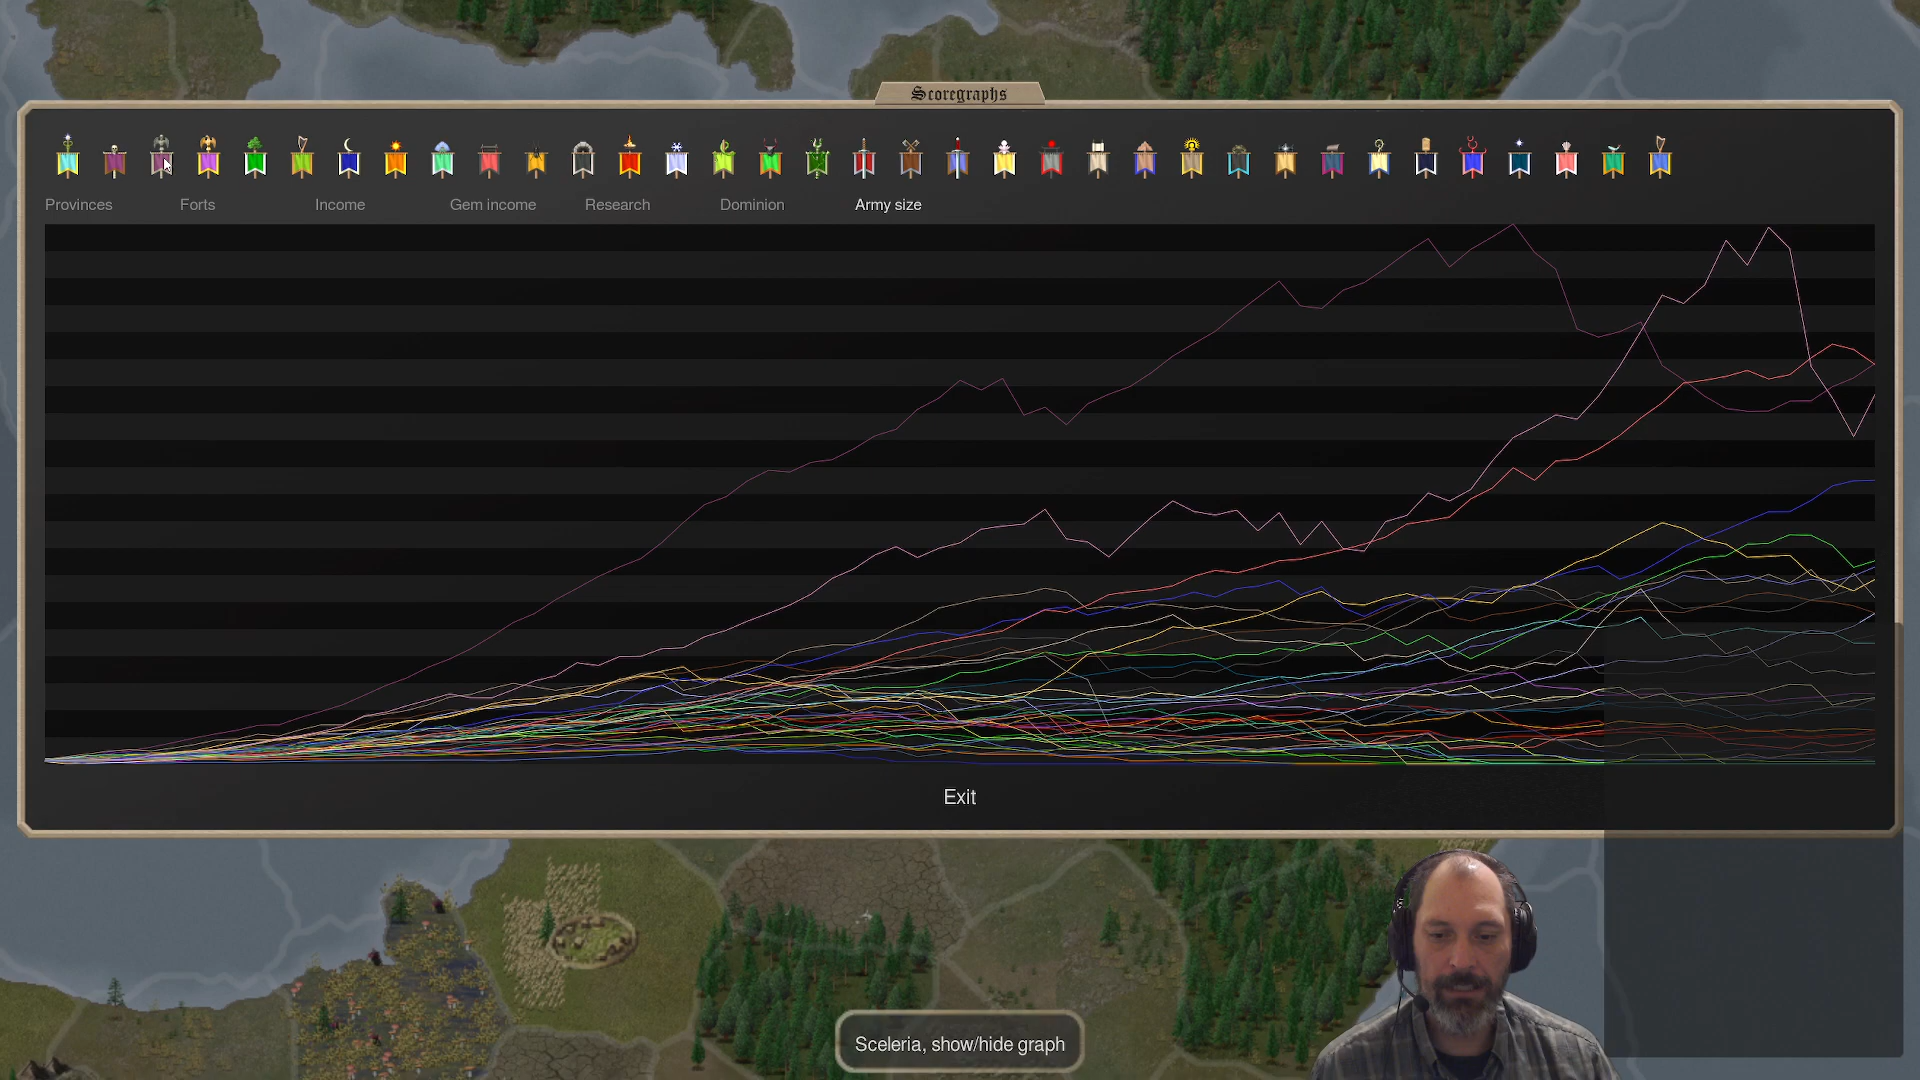 Scoregraphs
Provinces Forts Income Gem income Research Dominion Army size
Exit
Sceleria, show/hide graph